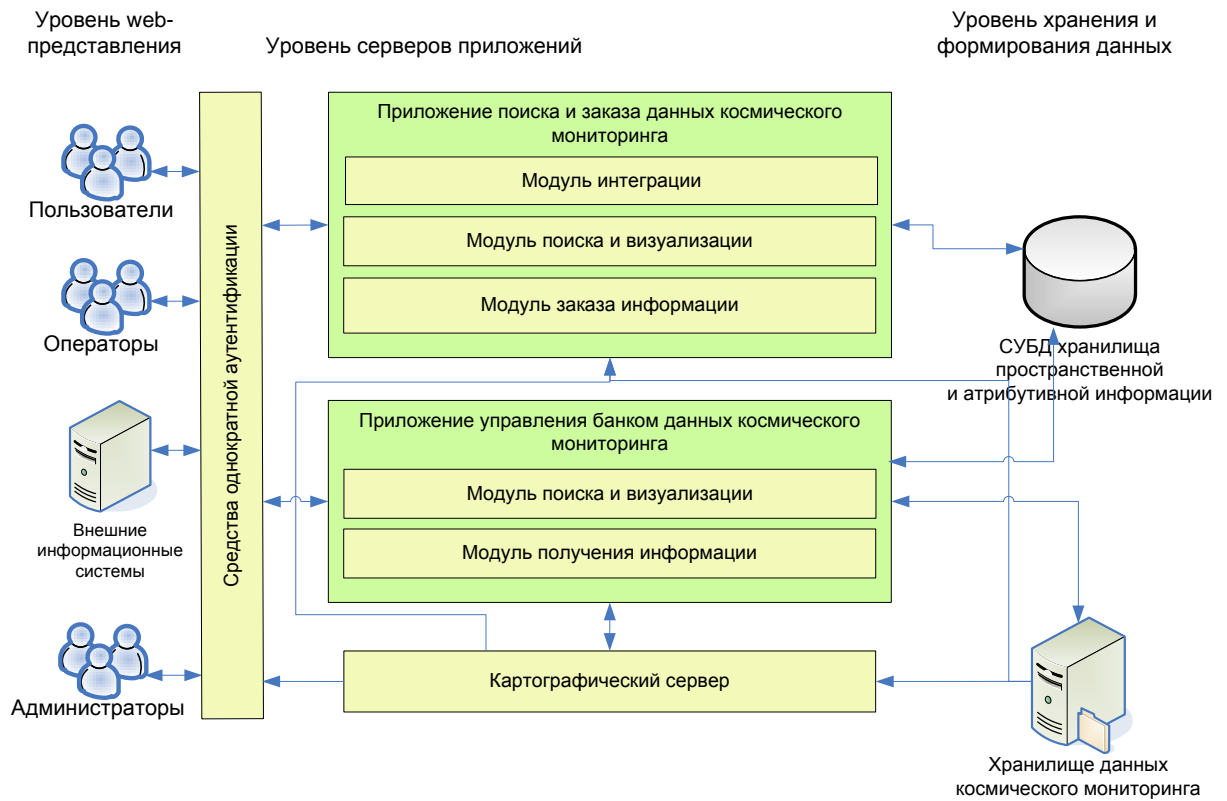 Уровень web-
представления
Уровень серверов приложений
Уровень хранения и
формирования данных
Пользователи
Операторы
Внешние
информационные
системы
Администраторы
Средства однократной аутентификации
Приложение поиска и заказа данных космического
мониторинга
Модуль интеграции
Модуль поиска и визуализации
Модуль заказа информации
Приложение управления банком данных космического
мониторинга
Модуль поиска и визуализации
Модуль получения информации
Картографический сервер
СУБД хранилища
пространственной
и атрибутивной информации
Хранилище данных
космического мониторинга